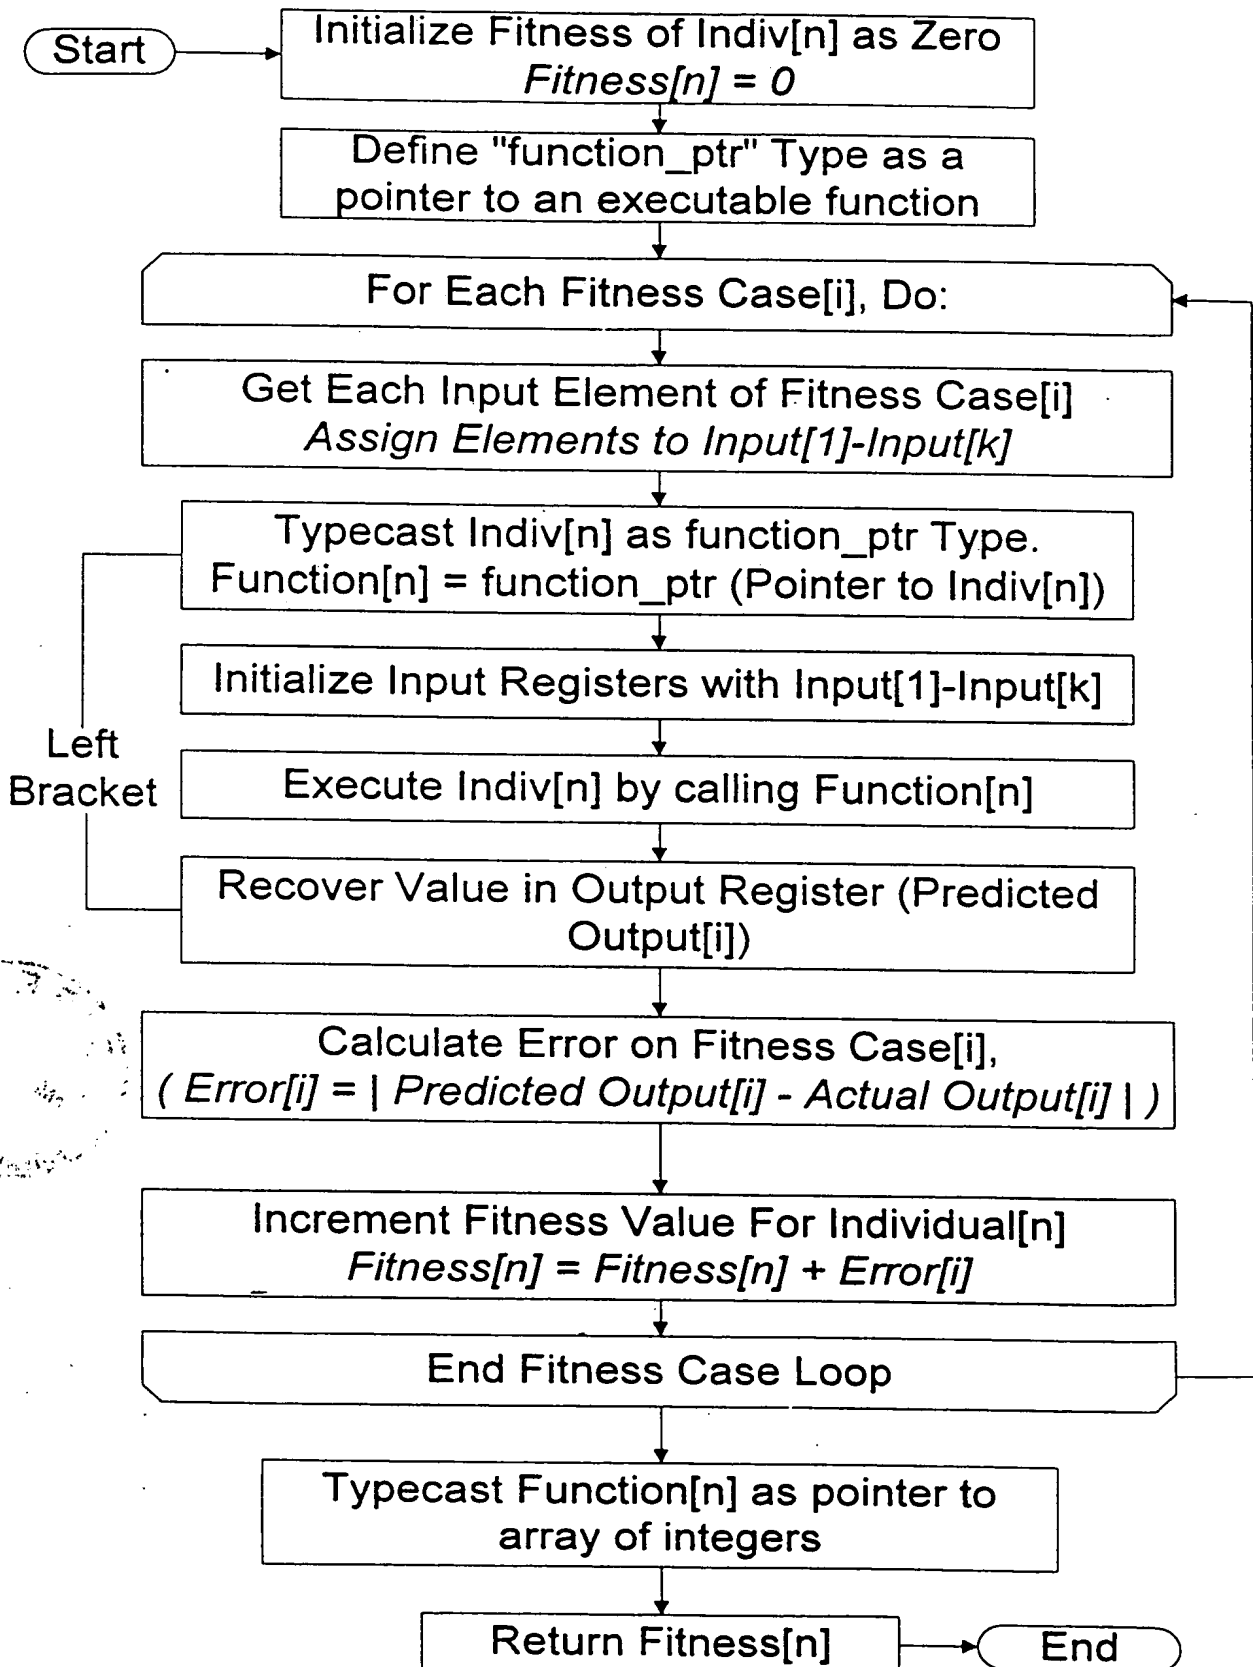 Start
Initialize Fitness of Indiv[n] as Zero
Fitness[n] = 0
Define "function_ptr" Type as a
pointer to an executable function
For Each Fitness Case[i], Do:
Get Each Input Element of Fitness Case[i]
Assign Elements to Input[1]-Input[k]
Typecast Indiv[n] as function_ptr Type.
Function[n] = function_ptr (Pointer to Indiv[n])
Initialize Input Registers with Input[1]-Input[k]
Left
Bracket
Execute Indiv[n] by calling Function[n]
Recover Value in Output Register (Predicted
Output[i])
Calculate Error on Fitness Case[i],
( Error[i] = | Predicted Output[i] - Actual Output[i] | )
Increment Fitness Value For Individual[n]
Fitness[n] = Fitness[n] + Error[i]
End Fitness Case Loop
Typecast Function[n] as pointer to
array of integers
Return Fitness[n]
End